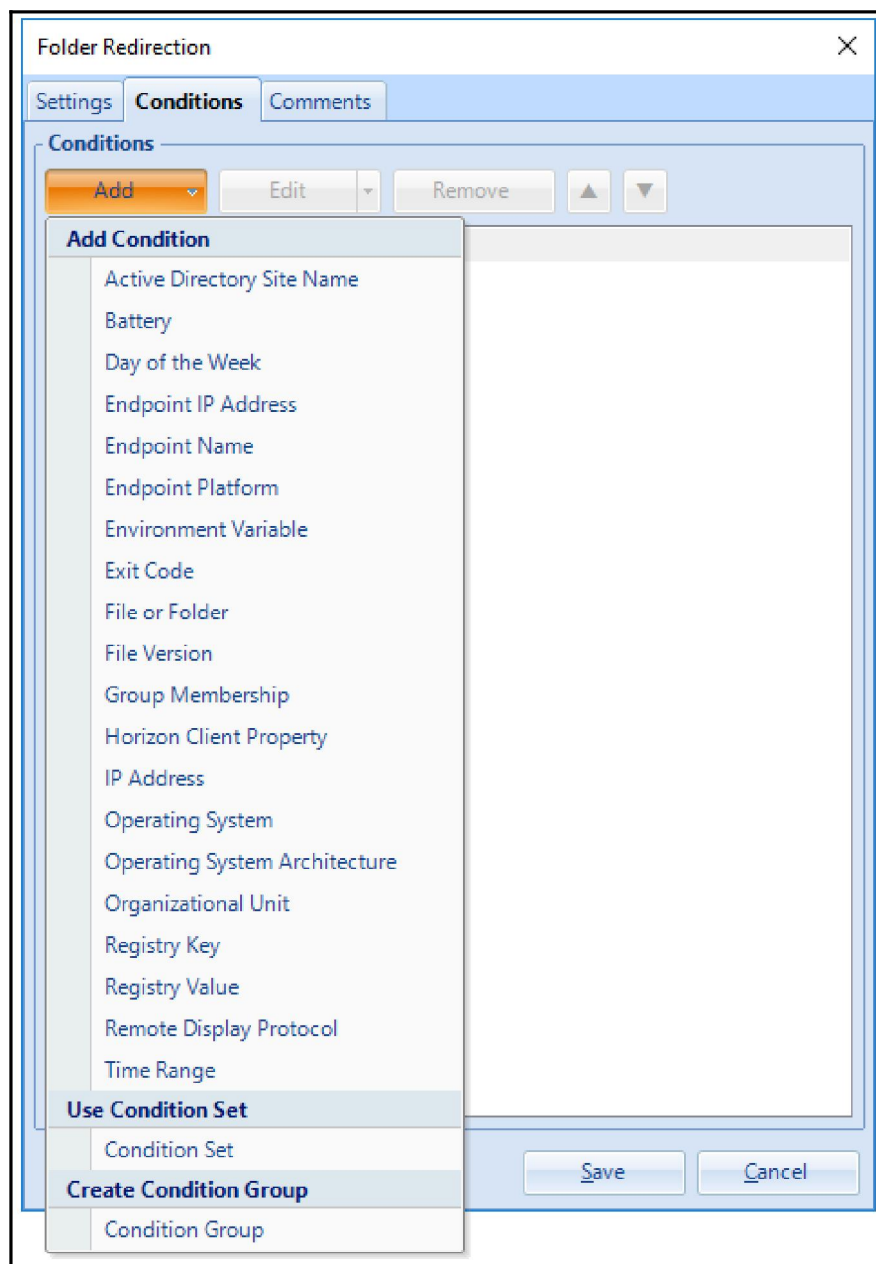 Folder Redirection
Settings Conditions Comments
Conditions
Add Edit Remove
Add Condition
Active Directory Site Name
Battery
Day of the Week
Endpoint IP Address
Endpoint Name
Endpoint Platform
Environment Variable
Exit Code
File or Folder
File Version
Group Membership
Horizon Client Property
IP Address
Operating System
Operating System Architecture
Organizational Unit
Registry Key
Registry Value
Remote Display Protocol
Time Range
Use Condition Set
Condition Set
Create Condition Group
Condition Group
Save Cancel